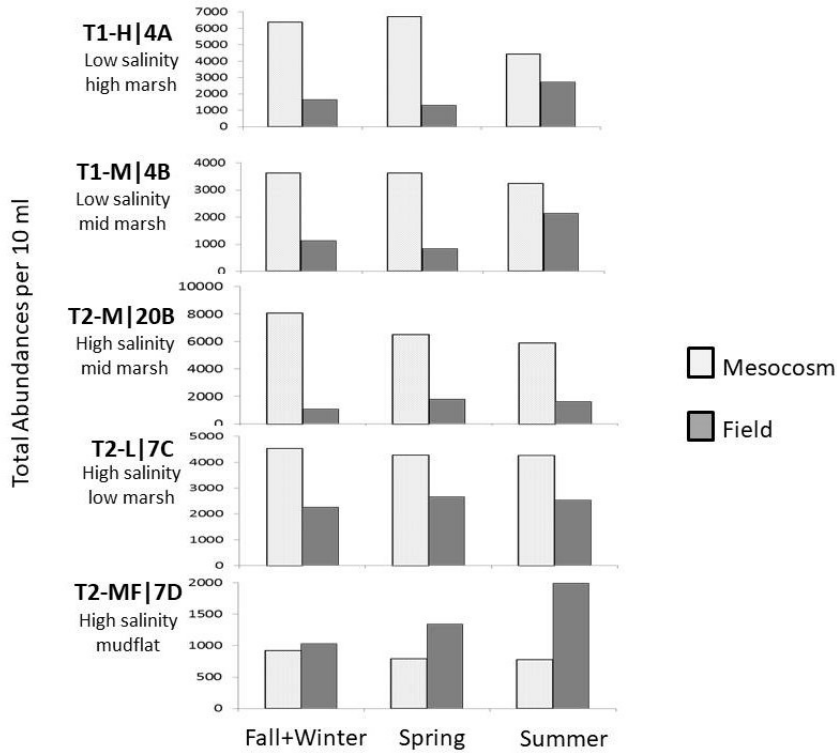 Total Abundances per 10 ml
T1-H|4A
Low salinity
high marsh
7000
6000
5000
4000
3000
2000
1000
0
T1-M|4B
Low salinity
mid marsh
4000
3000
2000
1000
0
T2-M|20B
High salinity
mid marsh
10000
8000
6000
4000
2000
0
T2-L|7C
High salinity
low marsh
5000
4000
3000
2000
1000
0
T2-MF|7D
High salinity
mudflat
2000
1500
1000
500
0
Fall+Winter Spring Summer
Mesocosm
Field